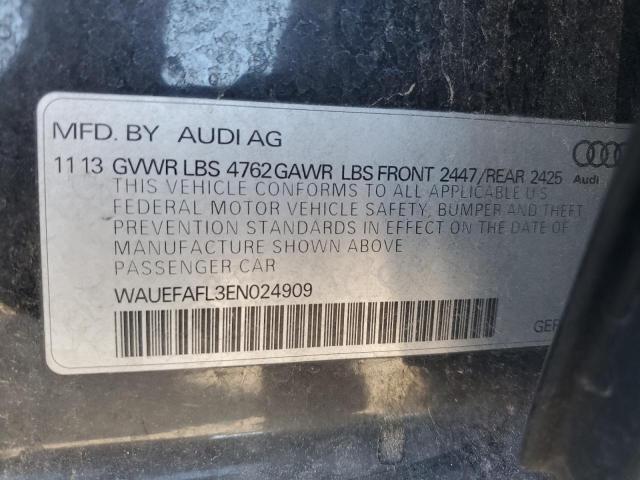 MFD. BY AUDI AG
11 13 GVWR LBS 4762 GAWR LBS FRONT 2447/REAR 2425
Audi
THIS VEHICLE CONFORMS TO ALL APPLICABLE U S
FEDERAL MOTOR VEHICLE SAFETY, BUMPER AND THEFT
PREVENTION STANDARDS IN EFFECT ON THE DATE OF
MANUFACTURE SHOWN ABOVE
PASSENGER CAR
WAUEFAFL3EN024909